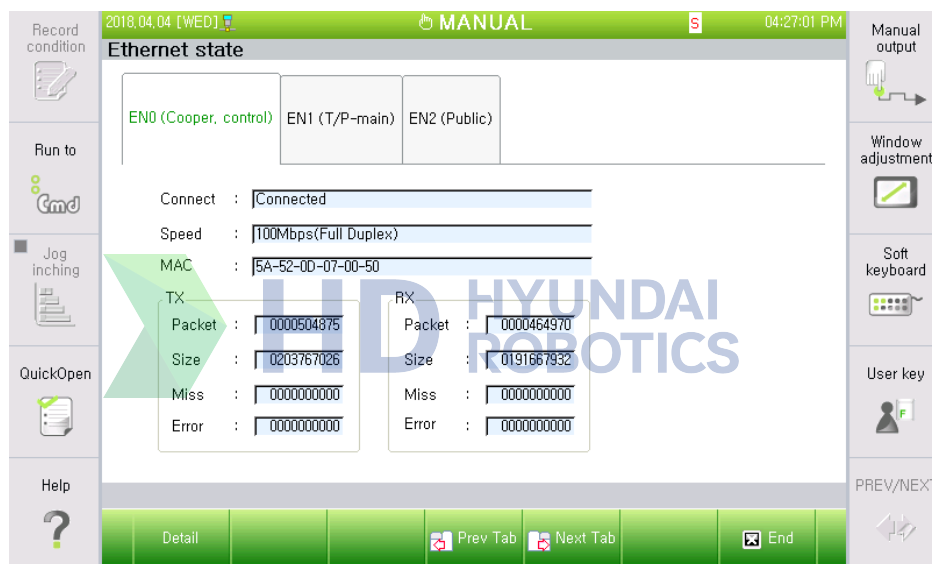 Record
condition
Run to
Cmd
Jog
inching
QuickOpen
Help
?
2018,04,04 [WED]
MANUAL
S
04:27:01 PM
Ethernet state
EN0 (Cooper, control)
EN1 (T/P-main)
EN2 (Public)
Connect : Connected
Speed : 100Mbps(Full Duplex)
MAC : 5A-52-0D-07-00-50
TX
Packet : 0000504875
Size : 0203767026
Miss : 0000000000
Error : 0000000000
RX
Packet : 0000464970
Size : 0191667932
Miss : 0000000000
Error : 0000000000
HD HYUNDAI
ROBOTICS
Detail
Prev Tab
Next Tab
End
Manual
output
Window
adjustment
Soft
keyboard
User key
F
PREV/NEXT